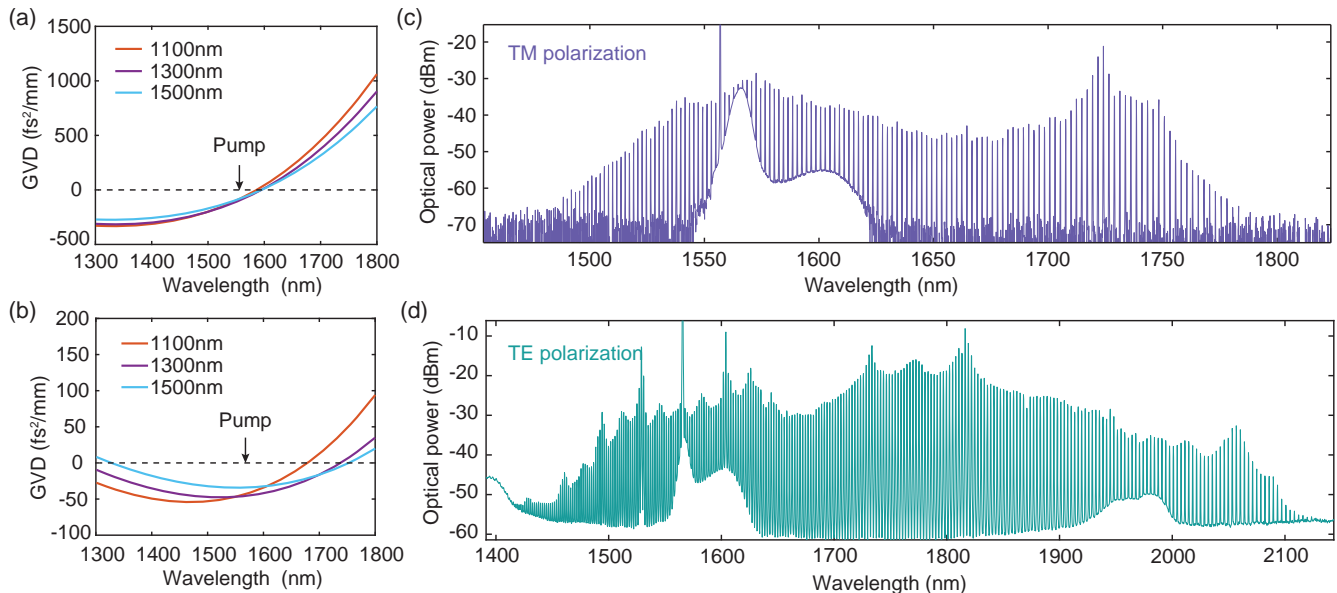 (a)
1500
1000
500
0
-500
GVD (fs²/mm)
1100nm
1300nm
1500nm
Pump
1300 1400 1500 1600 1700 1800
Wavelength (nm)
(b)
200
150
100
50
0
-50
-100
GVD (fs²/mm)
1100nm
1300nm
1500nm
Pump
1300 1400 1500 1600 1700 1800
Wavelength (nm)
(c)
-20
-30
-40
-50
-60
-70
Optical power (dBm)
TM polarization
1500 1550 1600 1650 1700 1750 1800
Wavelength (nm)
(d)
-10
-20
-30
-40
-50
-60
Optical power (dBm)
TE polarization
1400 1500 1600 1700 1800 1900 2000 2100
Wavelength (nm)